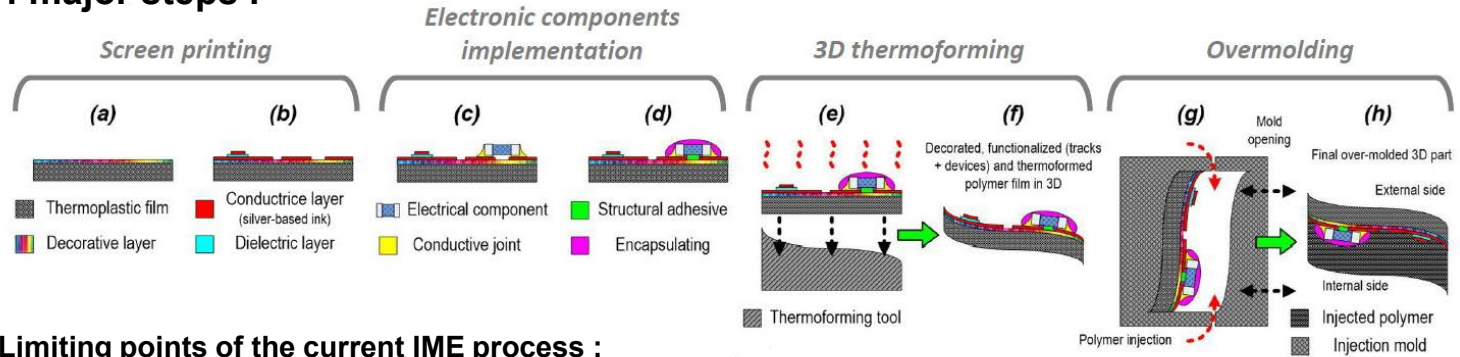 major steps :
Screen printing
Electronic components
implementation
3D thermoforming
Overmolding
(a)
(b)
(c)
(d)
(e)
(f)
(g)
(h)
Thermoplastic film
Decorative layer
Conductrice layer
(silver-based ink)
Dielectric layer
Electrical component
Conductive joint
Structural adhesive
Encapsulating
Decorated, functionalized (tracks
+ devices) and thermoformed
polymer film in 3D
Thermoforming tool
Mold
opening
Polymer injection
Final over-molded 3D part
External side
Internal side
Injected polymer
Injection mold
Limiting points of the current IME process :